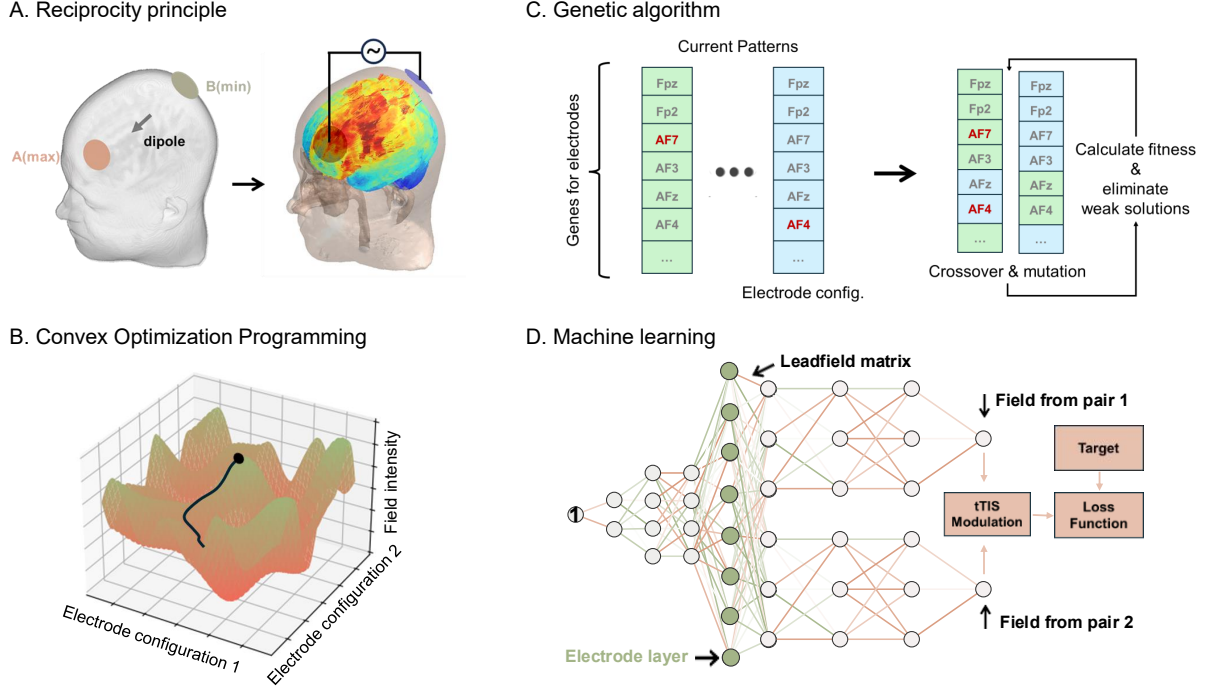 A. Reciprocity principle
B(min)
dipole
A(max)
~
B. Convex Optimization Programming
Field intensity
Electrode configuration 1
Electrode configuration 2
C. Genetic algorithm
Current Patterns
Genes for electrodes
Fpz
Fp2
AF7
AF3
AFz
AF4
...
Fpz
Fp2
AF7
AF3
AFz
AF4
...
Electrode config.
Fpz
Fp2
AF7
AF3
AFz
AF4
...
Fpz
Fp2
AF7
AF3
AFz
AF4
...
Crossover & mutation
Calculate fitness
&
eliminate
weak solutions
D. Machine learning
Leadfield matrix
1
Electrode layer
Field from pair 1
Target
tTIS
Modulation
Loss
Function
Field from pair 2